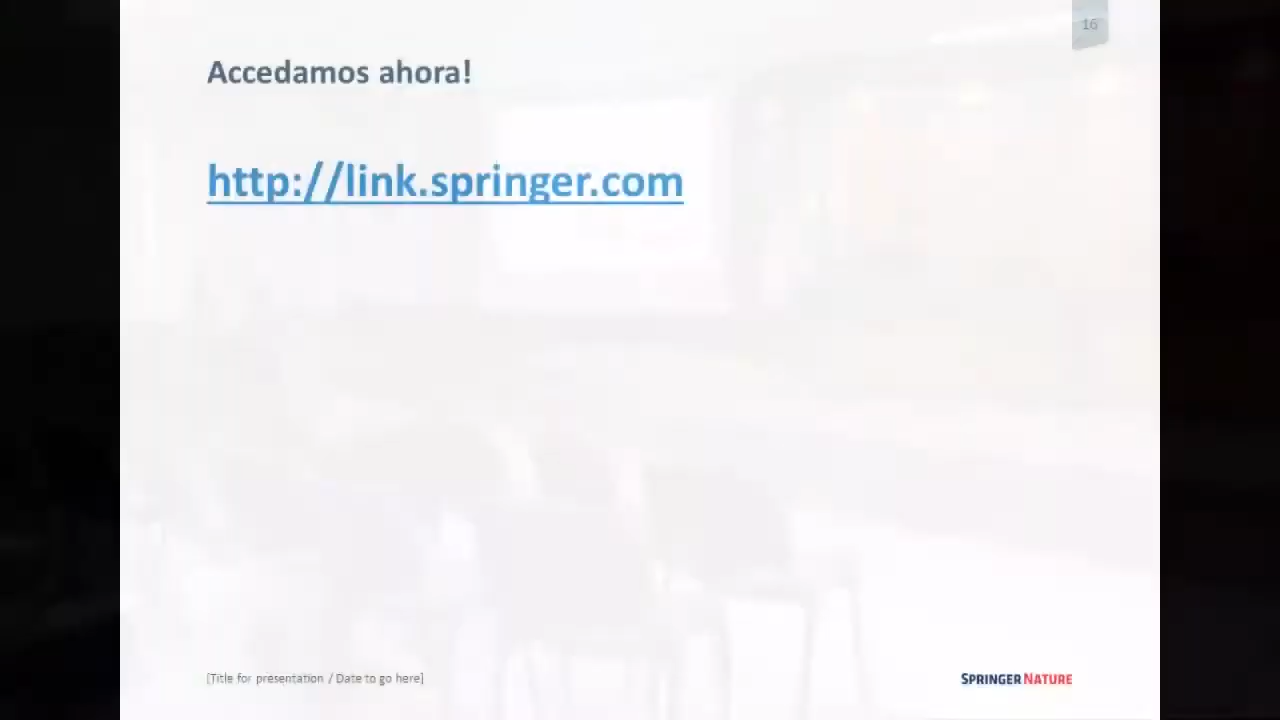 16
Accedamos ahora!
http://link.springer.com
[Title for presentation / Date to go here]
SPRINGER NATURE